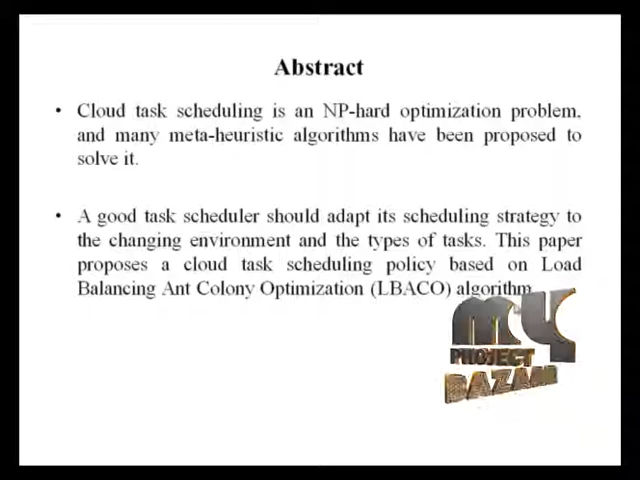 Abstract
• Cloud task scheduling is an NP-hard optimization problem,
and many meta-heuristic algorithms have been proposed to
solve it.
• A good task scheduler should adapt its scheduling strategy to
the changing environment and the types of tasks. This paper
proposes a cloud task scheduling policy based on Load
Balancing Ant Colony Optimization (LBACO) algorithm
MY
PROJECT
BAZAAR